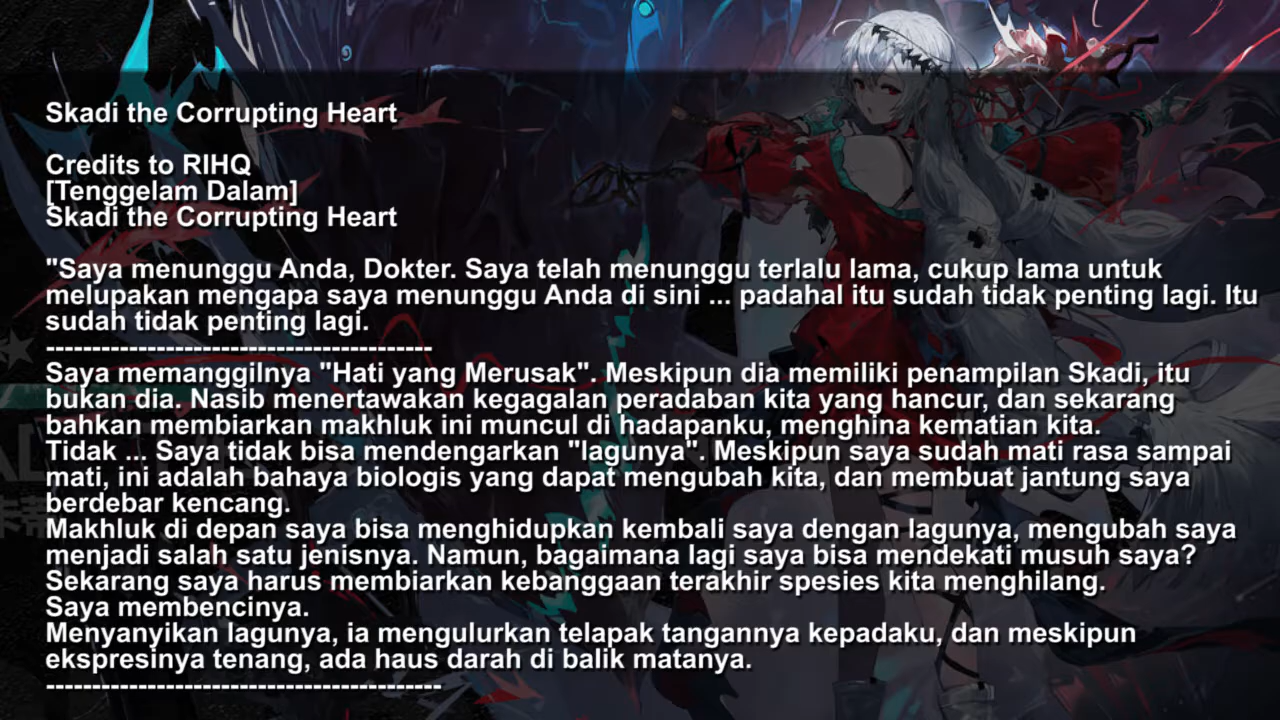 Skadi the Corrupting Heart
Credits to RIHQ
[Tenggelam Dalam]
Skadi the Corrupting Heart
"Saya menunggu Anda, Dokter. Saya telah menunggu terlalu lama, cukup lama untuk
melupakan mengapa saya menunggu Anda di sini ... padahal itu sudah tidak penting lagi. Itu
sudah tidak penting lagi.
------------------------------------------
Saya memanggilnya "Hati yang Merusak". Meskipun dia memiliki penampilan Skadi, itu
bukan dia. Nasib menertawakan kegagalan peradaban kita yang hancur, dan sekarang
bahkan membiarkan makhluk ini muncul di hadapanku, menghina kematian kita.
Tidak ... Saya tidak bisa mendengarkan "lagunya". Meskipun saya sudah mati rasa sampai
mati, ini adalah bahaya biologis yang dapat mengubah kita, dan membuat jantung saya
berdebar kencang.
Makhluk di depan saya bisa menghidupkan kembali saya dengan lagunya, mengubah saya
menjadi salah satu jenisnya. Namun, bagaimana lagi saya bisa mendekati musuh saya?
Sekarang saya harus membiarkan kebanggaan terakhir spesies kita menghilang.
Saya membencinya.
Menyanyikan lagunya, ia mengulurkan telapak tangannya kepadaku, dan meskipun
ekspresinya tenang, ada haus darah di balik matanya.
-------------------------------------------